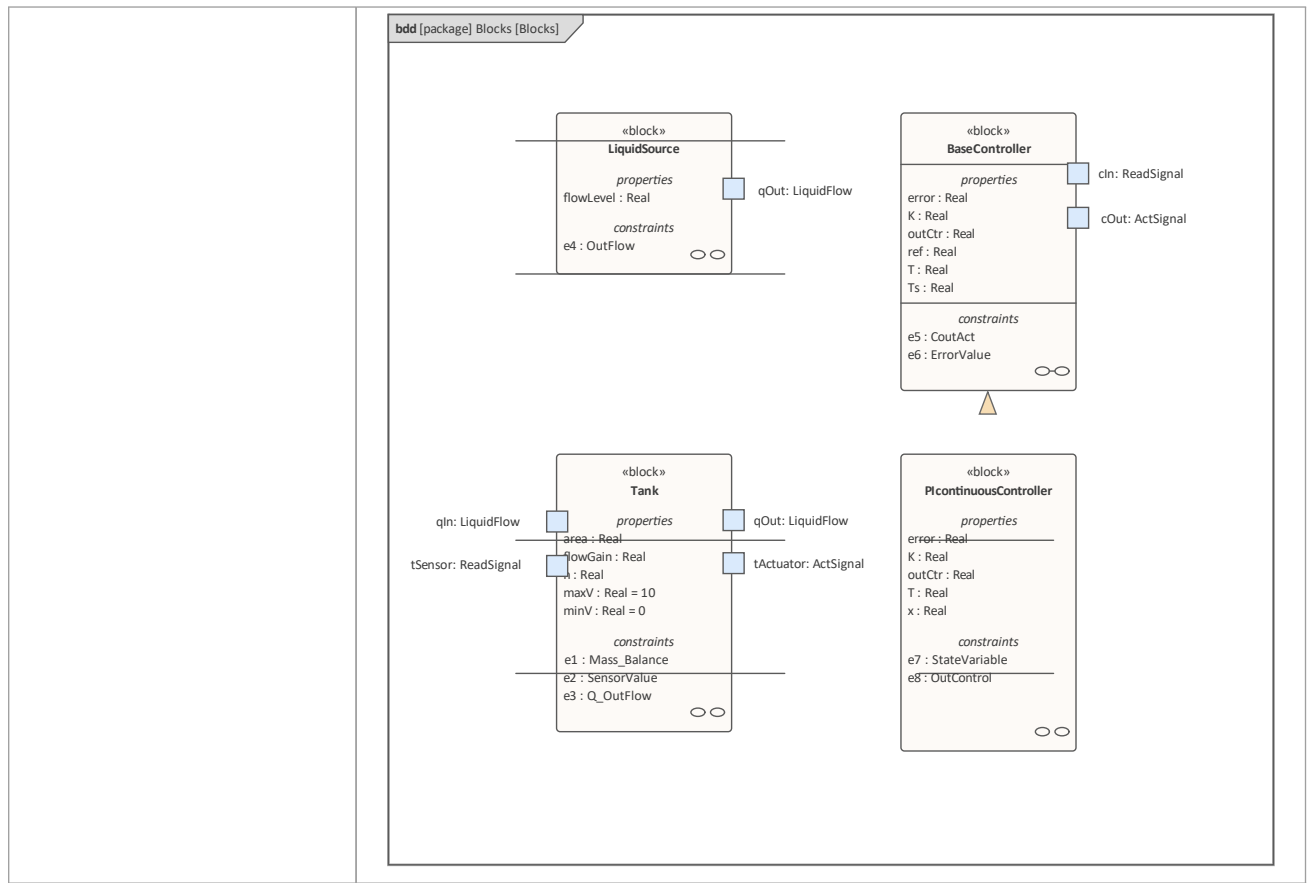 bdd [package] Blocks [Blocks]
«block»
LiquidSource
properties
flowLevel : Real
constraints
e4 : OutFlow
qOut: LiquidFlow
«block»
BaseController
properties
error : Real
K : Real
outCtr : Real
ref : Real
T : Real
Ts : Real
constraints
e5 : CoutAct
e6 : ErrorValue
cIn: ReadSignal
cOut: ActSignal
«block»
Tank
properties
area : Real
flowGain : Real
: Real
maxV : Real = 10
minV : Real = 0
constraints
e1 : Mass_Balance
e2 : SensorValue
e3 : Q_OutFlow
qIn: LiquidFlow
tSensor: ReadSignal
qOut: LiquidFlow
tActuator: ActSignal
«block»
PIcontinuousController
properties
error : Real
K : Real
outCtr : Real
T : Real
x : Real
constraints
e7 : StateVariable
e8 : OutControl